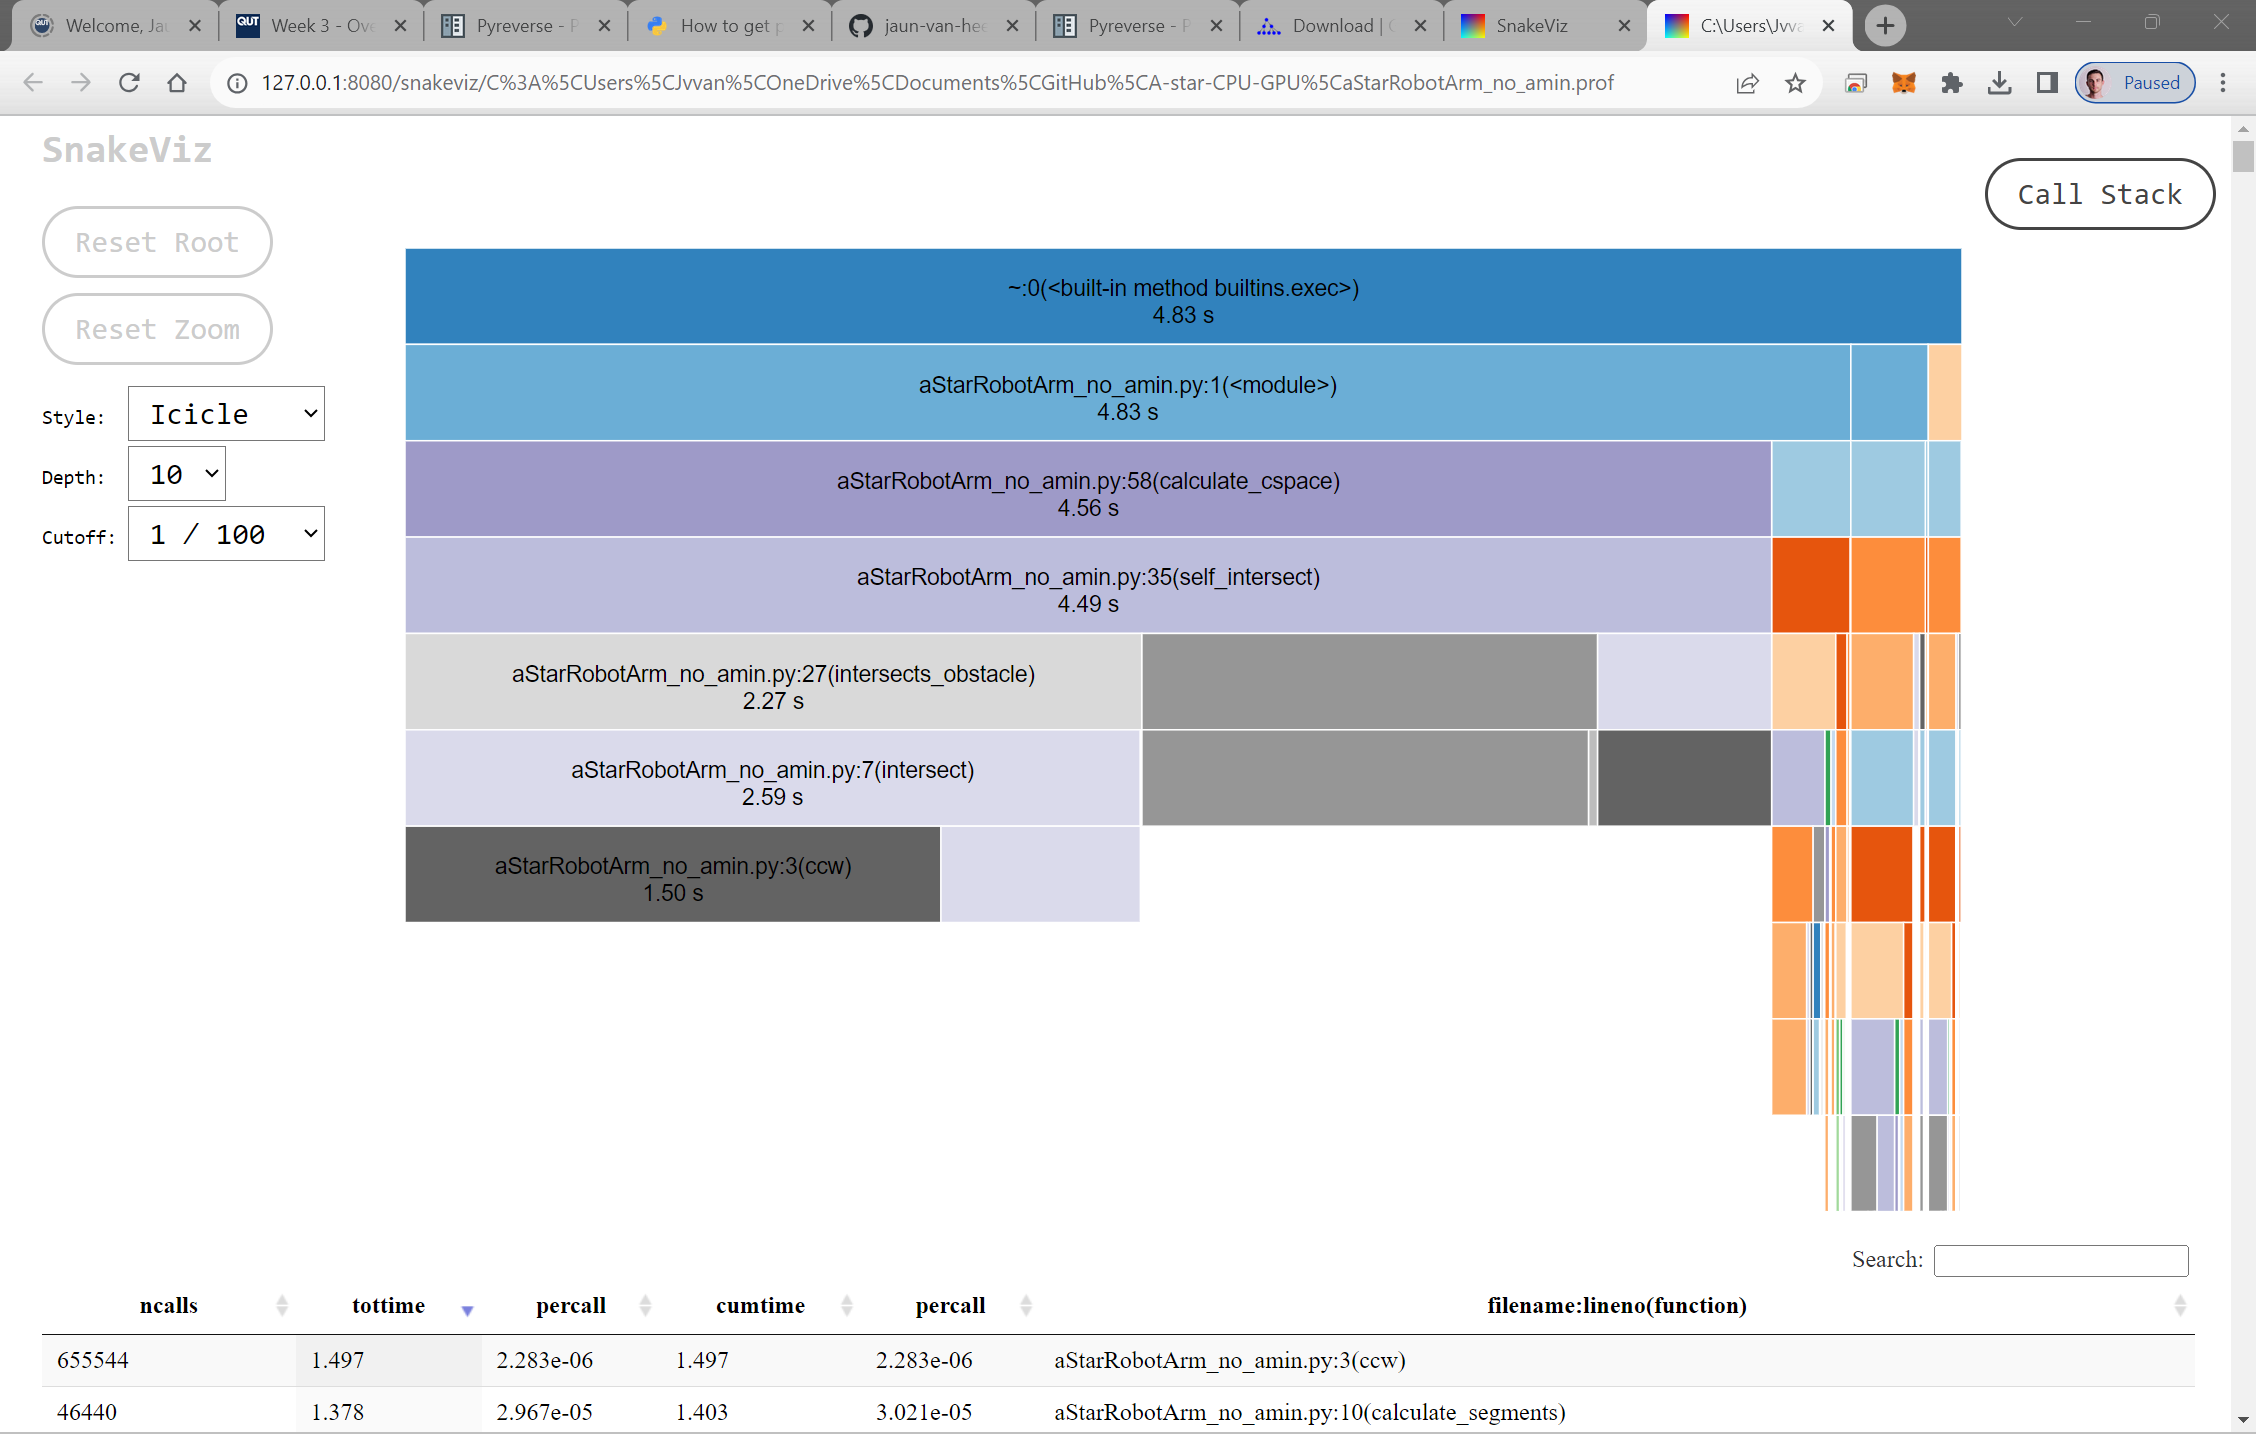 Welcome, Jau
QUT Week 3 - Ove
Pyreverse - P
How to get p
jaun-van-hee
Pyreverse - P
Download | G
SnakeViz
C:\Users\Jvva
127.0.0.1:8080/snakeviz/C%3A%5CUsers%5CJvvan%5COneDrive%5CDocuments%5CGitHub%5CA-star-CPU-GPU%5CaStarRobotArm_no_amin.prof
Paused
SnakeViz
Call Stack
Reset Root
Reset Zoom
Style: Icicle
Depth: 10
Cutoff: 1 / 100
~:0(<built-in method builtins.exec>)
4.83 s
aStarRobotArm_no_amin.py:1(<module>)
4.83 s
aStarRobotArm_no_amin.py:58(calculate_cspace)
4.56 s
aStarRobotArm_no_amin.py:35(self_intersect)
4.49 s
aStarRobotArm_no_amin.py:27(intersects_obstacle)
2.27 s
aStarRobotArm_no_amin.py:7(intersect)
2.59 s
aStarRobotArm_no_amin.py:3(ccw)
1.50 s
Search:
ncalls tottime percall cumtime percall filename:lineno(function)
655544 1.497 2.283e-06 1.497 2.283e-06 aStarRobotArm_no_amin.py:3(ccw)
46440 1.378 2.967e-05 1.403 3.021e-05 aStarRobotArm_no_amin.py:10(calculate_segments)